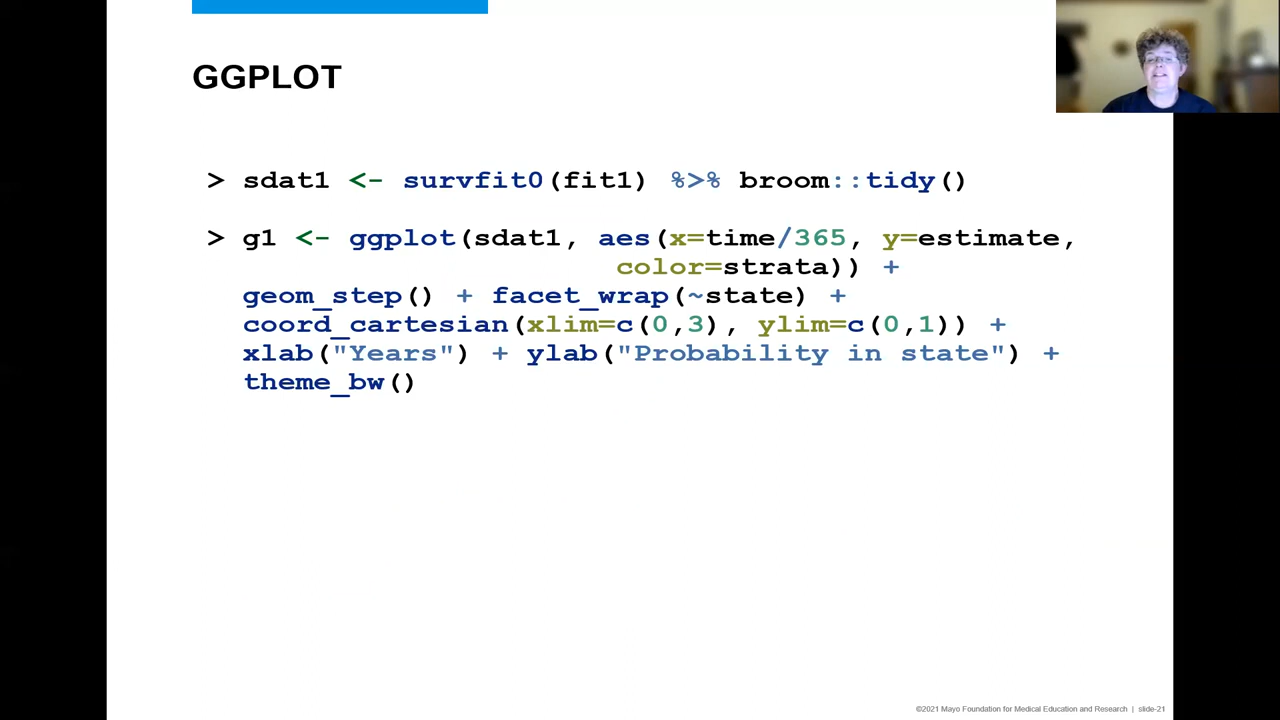 GGPLOT
> sdat1 <- survfit0(fit1) %>% broom::tidy()
> g1 <- ggplot(sdat1, aes(x=time/365, y=estimate,
color=strata)) +
geom_step() + facet_wrap(~state) +
coord_cartesian(xlim=c(0,3), ylim=c(0,1)) +
xlab("Years") + ylab("Probability in state") +
theme_bw()
©2021 Mayo Foundation for Medical Education and Research | slide-21